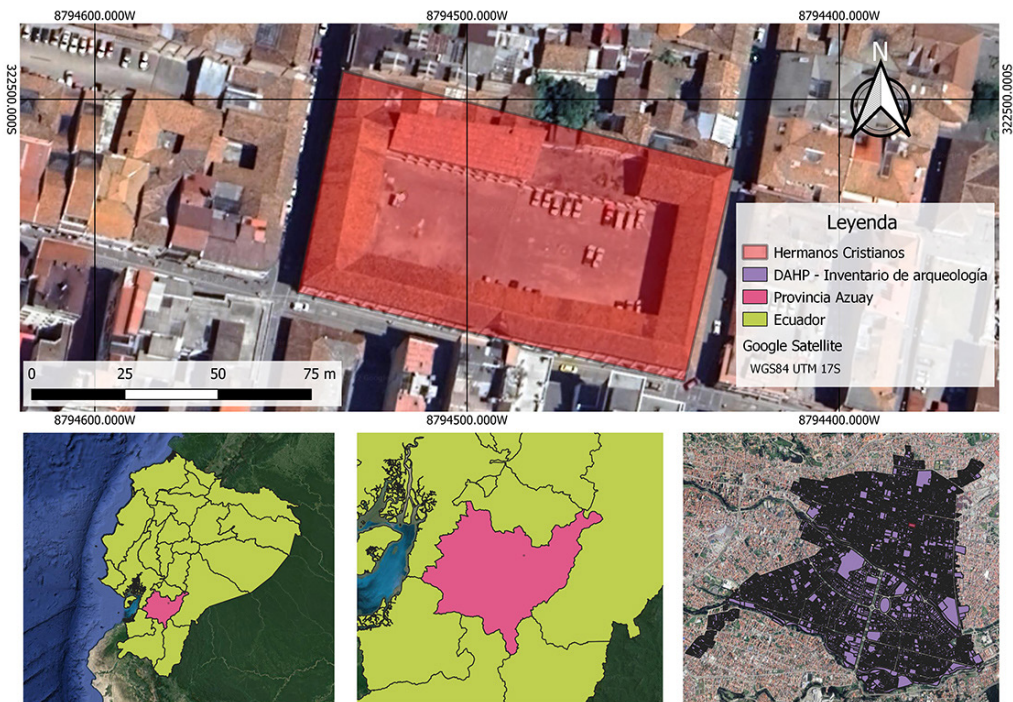 8794600.000W
8794500.000W
8794400.000W
322500.000S
322500.000S
N
Leyenda
Hermanos Cristianos
DAHP - Inventario de arqueología
Provincia Azuay
Ecuador
Google Satellite
WGS84 UTM 17S
0 25 50 75 m
8794600.000W
8794500.000W
8794400.000W